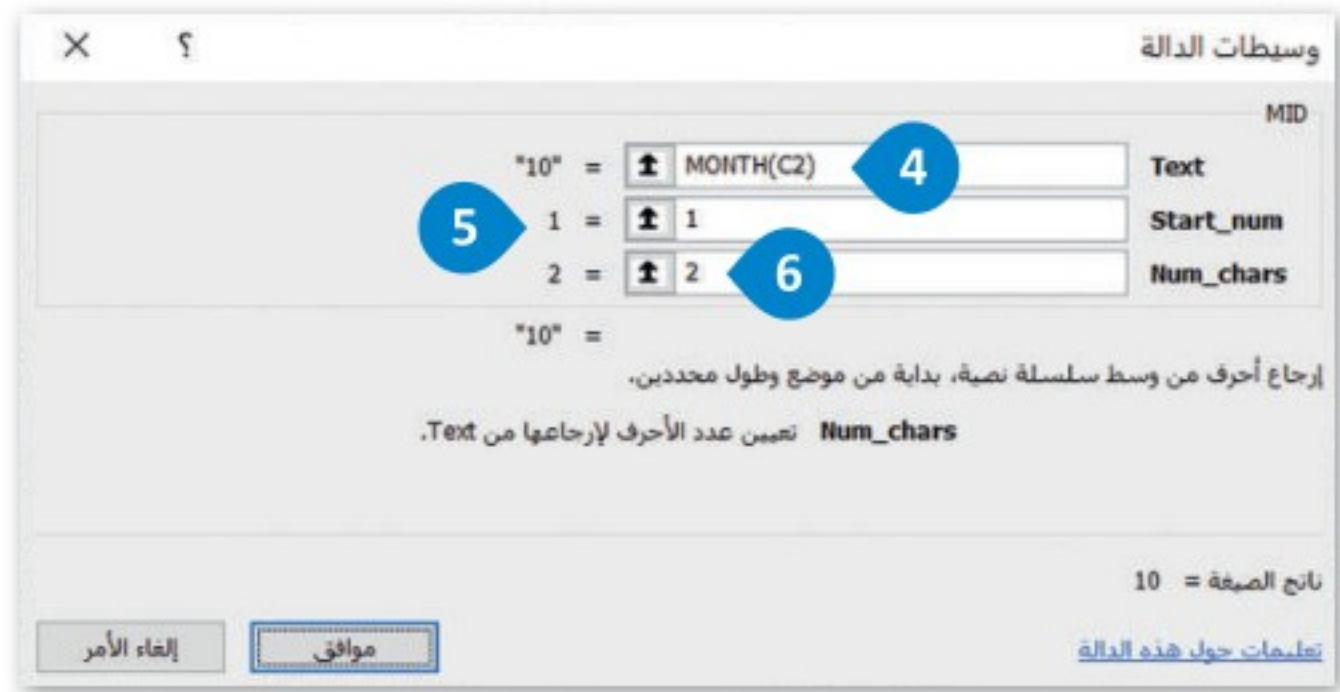 وسيطات الدالة ؟ ×
MID
Text MONTH(C2) = "10" 4
Start_num 1 = 1 5
Num_chars 2 = 2 6
= "10"
إرجاع أحرف من وسط سلسلة نصية، بداية من موضع وطول محددين.
Num_chars تعيين عدد الأحرف لإرجاعها من Text.
ناتج الصيغة = 10
تعليمات حول هذه الدالة موافق إلغاء الأمر